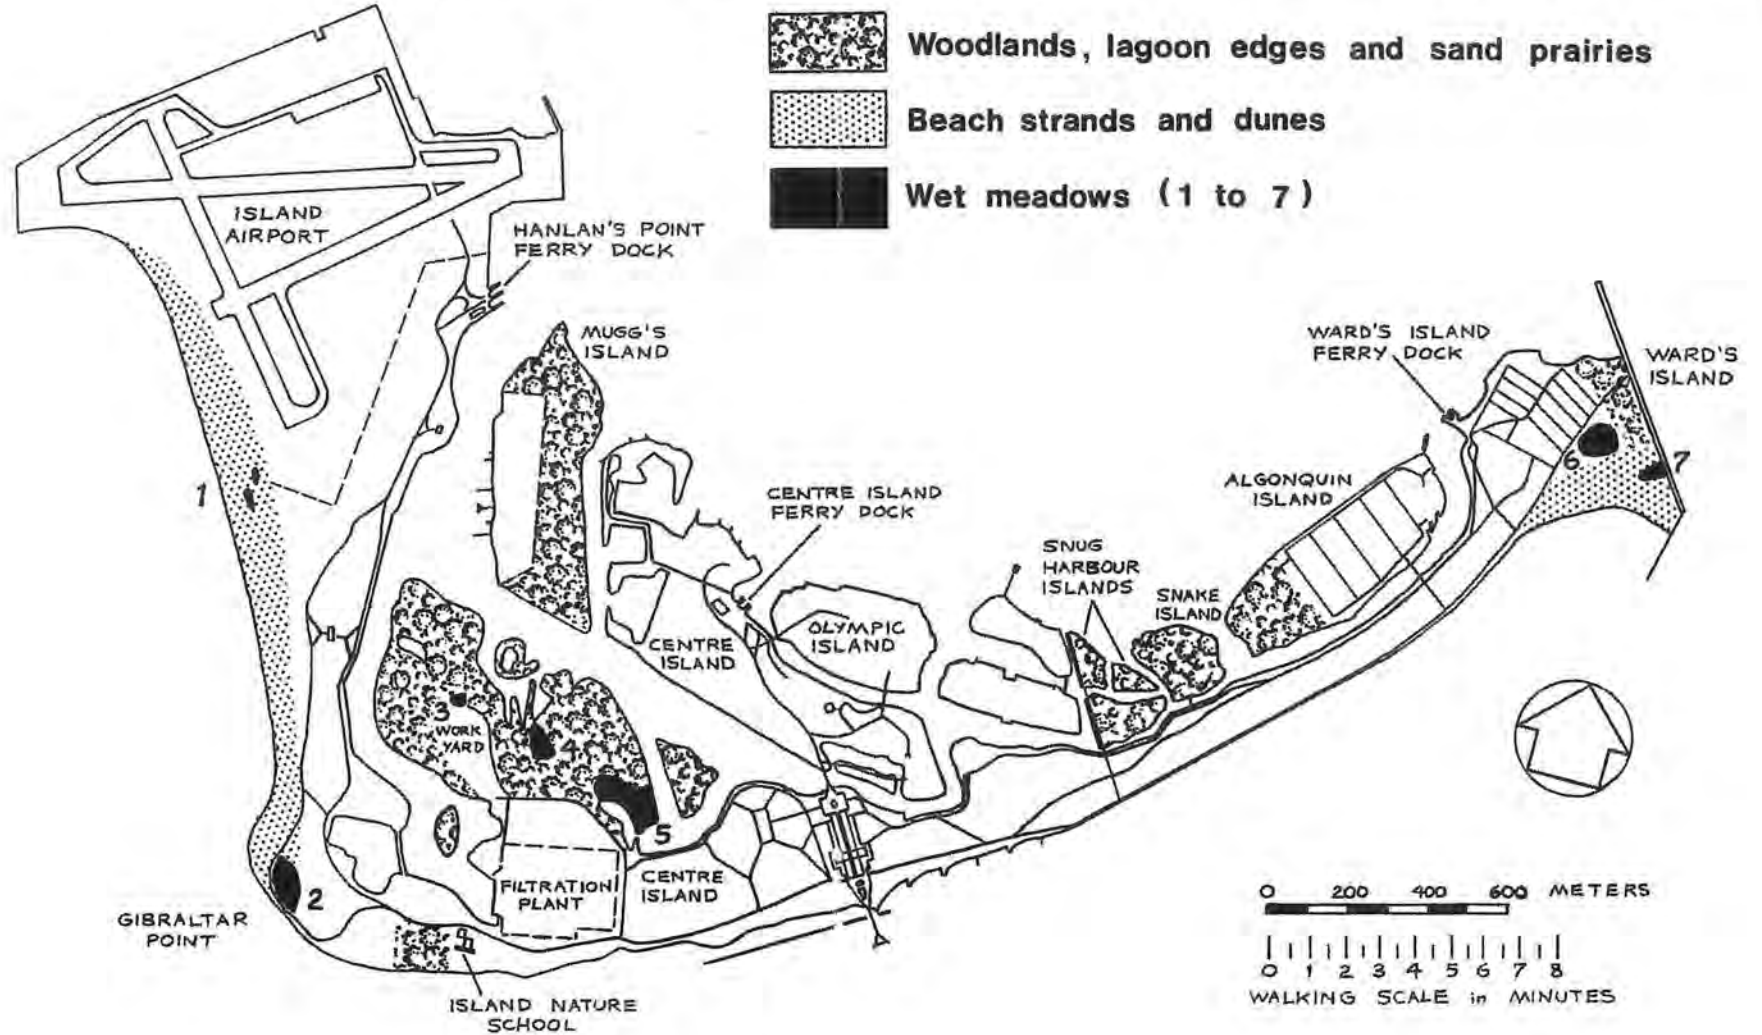 Woodlands, lagoon edges and sand prairies
Beach strands and dunes
Wet meadows (1 to 7)
ISLAND
AIRPORT
HANLAN'S POINT
FERRY DOCK
MUGG'S
ISLAND
WARD'S ISLAND
FERRY DOCK
WARD'S
ISLAND
1
CENTRE ISLAND
FERRY DOCK
ALGONQUIN
ISLAND
6
7
SNUG
HARBOUR
ISLANDS
SNAKE
ISLAND
CENTRE
ISLAND
OLYMPIC
ISLAND
3
WORK
YARD
4
5
2
FILTRATION
PLANT
CENTRE
ISLAND
GIBRALTAR
POINT
ISLAND NATURE
SCHOOL
0 200 400 600 METERS
0 1 2 3 4 5 6 7 8
WALKING SCALE in MINUTES